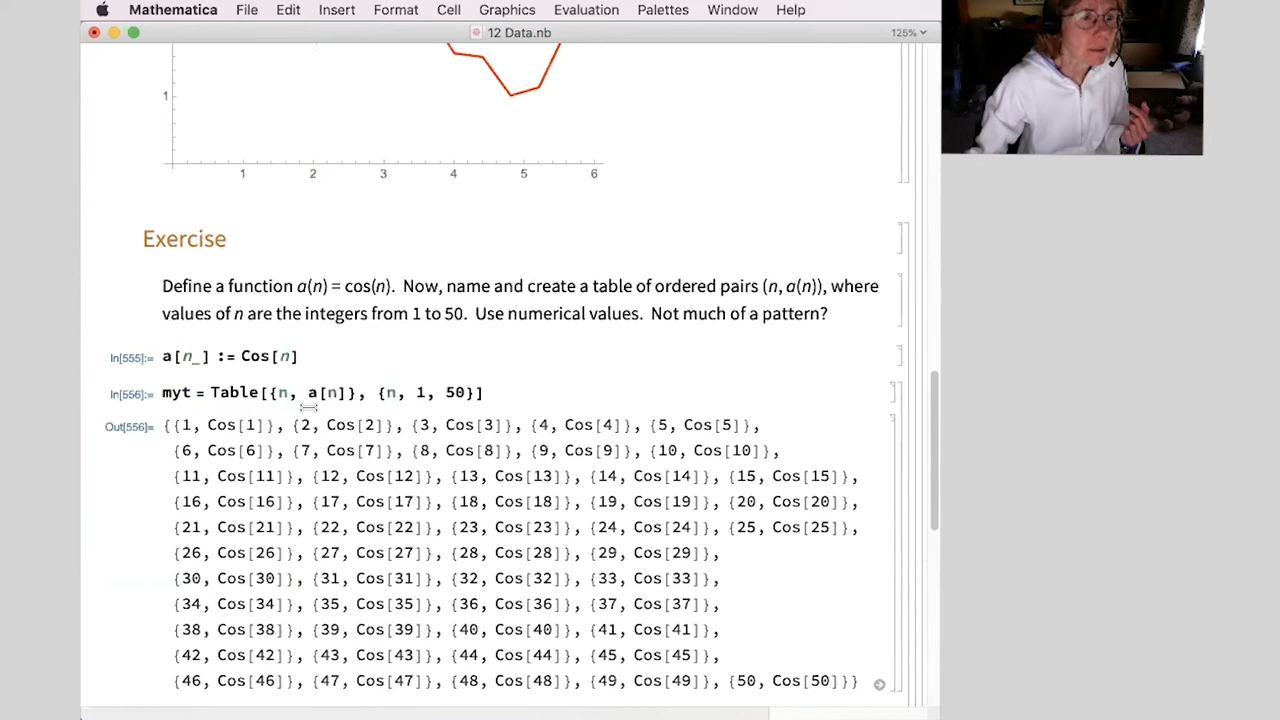 Mathematica File Edit Insert Format Cell Graphics Evaluation Palettes Window Help
12 Data.nb 125%
1
1 2 3 4 5 6
Exercise
Define a function a(n) = cos(n). Now, name and create a table of ordered pairs (n, a(n)), where
values of n are the integers from 1 to 50. Use numerical values. Not much of a pattern?
In[555]:= a[n_] := Cos[n]
In[556]:= myt = Table[{n, a[n]}, {n, 1, 50}]
Out[556]= {{1, Cos[1]}, {2, Cos[2]}, {3, Cos[3]}, {4, Cos[4]}, {5, Cos[5]},
{6, Cos[6]}, {7, Cos[7]}, {8, Cos[8]}, {9, Cos[9]}, {10, Cos[10]},
{11, Cos[11]}, {12, Cos[12]}, {13, Cos[13]}, {14, Cos[14]}, {15, Cos[15]},
{16, Cos[16]}, {17, Cos[17]}, {18, Cos[18]}, {19, Cos[19]}, {20, Cos[20]},
{21, Cos[21]}, {22, Cos[22]}, {23, Cos[23]}, {24, Cos[24]}, {25, Cos[25]},
{26, Cos[26]}, {27, Cos[27]}, {28, Cos[28]}, {29, Cos[29]},
{30, Cos[30]}, {31, Cos[31]}, {32, Cos[32]}, {33, Cos[33]},
{34, Cos[34]}, {35, Cos[35]}, {36, Cos[36]}, {37, Cos[37]},
{38, Cos[38]}, {39, Cos[39]}, {40, Cos[40]}, {41, Cos[41]},
{42, Cos[42]}, {43, Cos[43]}, {44, Cos[44]}, {45, Cos[45]},
{46, Cos[46]}, {47, Cos[47]}, {48, Cos[48]}, {49, Cos[49]}, {50, Cos[50]}}